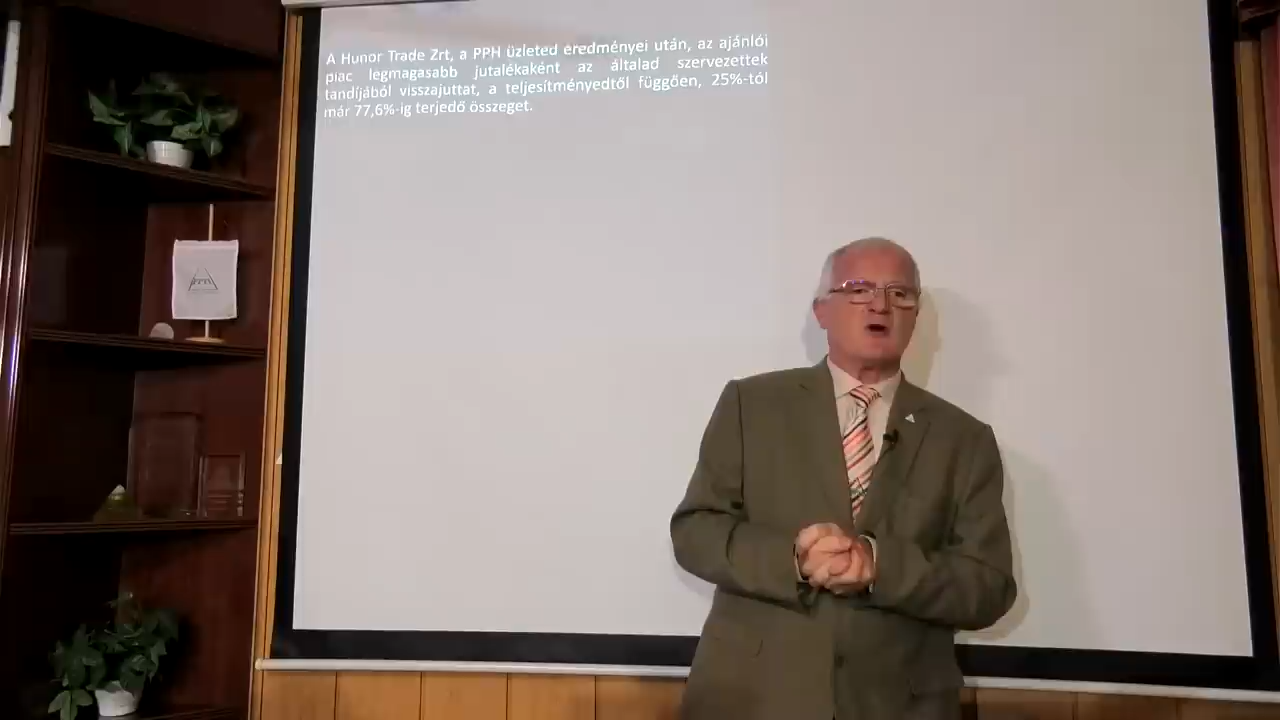 A Hunor Trade Zrt, a PPH üzleted eredményei után, az ajánlói
piac legmagasabb jutalékaként az általad szervezettek
tandíjából visszajuttat, a teljesítményedtől függően, 25%-tól
már 77,6%-ig terjedő összeget.